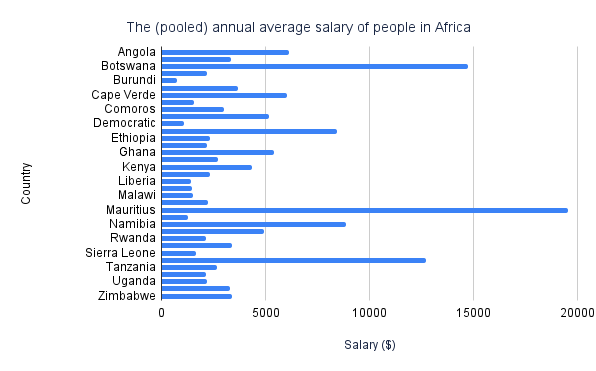 The (pooled) annual average salary of people in Africa
Country
Angola
Botswana
Burundi
Cape Verde
Comoros
Democratic
Ethiopia
Ghana
Kenya
Liberia
Malawi
Mauritius
Namibia
Rwanda
Sierra Leone
Tanzania
Uganda
Zimbabwe
0 5000 10000 15000 20000
Salary ($)